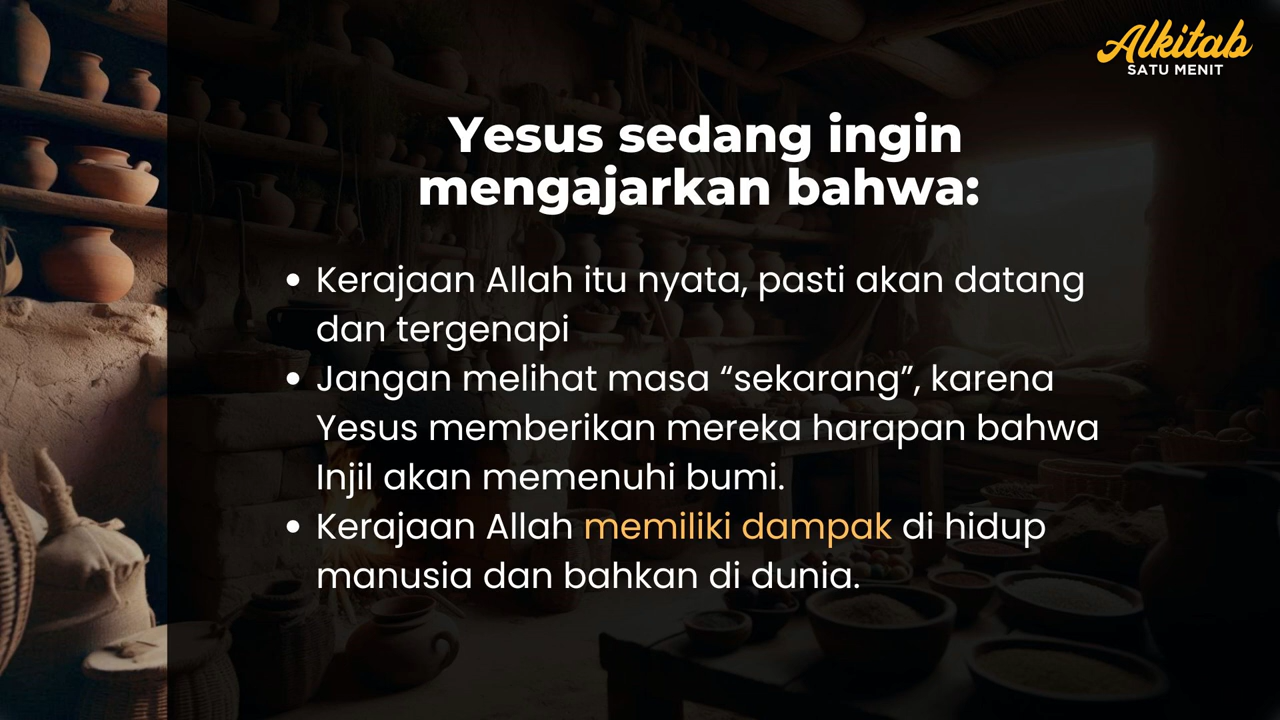 Alkitab
SATU MENIT
Yesus sedang ingin
mengajarkan bahwa:
• Kerajaan Allah itu nyata, pasti akan datang
dan tergenapi
• Jangan melihat masa “sekarang”, karena
Yesus memberikan mereka harapan bahwa
Injil akan memenuhi bumi.
• Kerajaan Allah memiliki dampak di hidup
manusia dan bahkan di dunia.